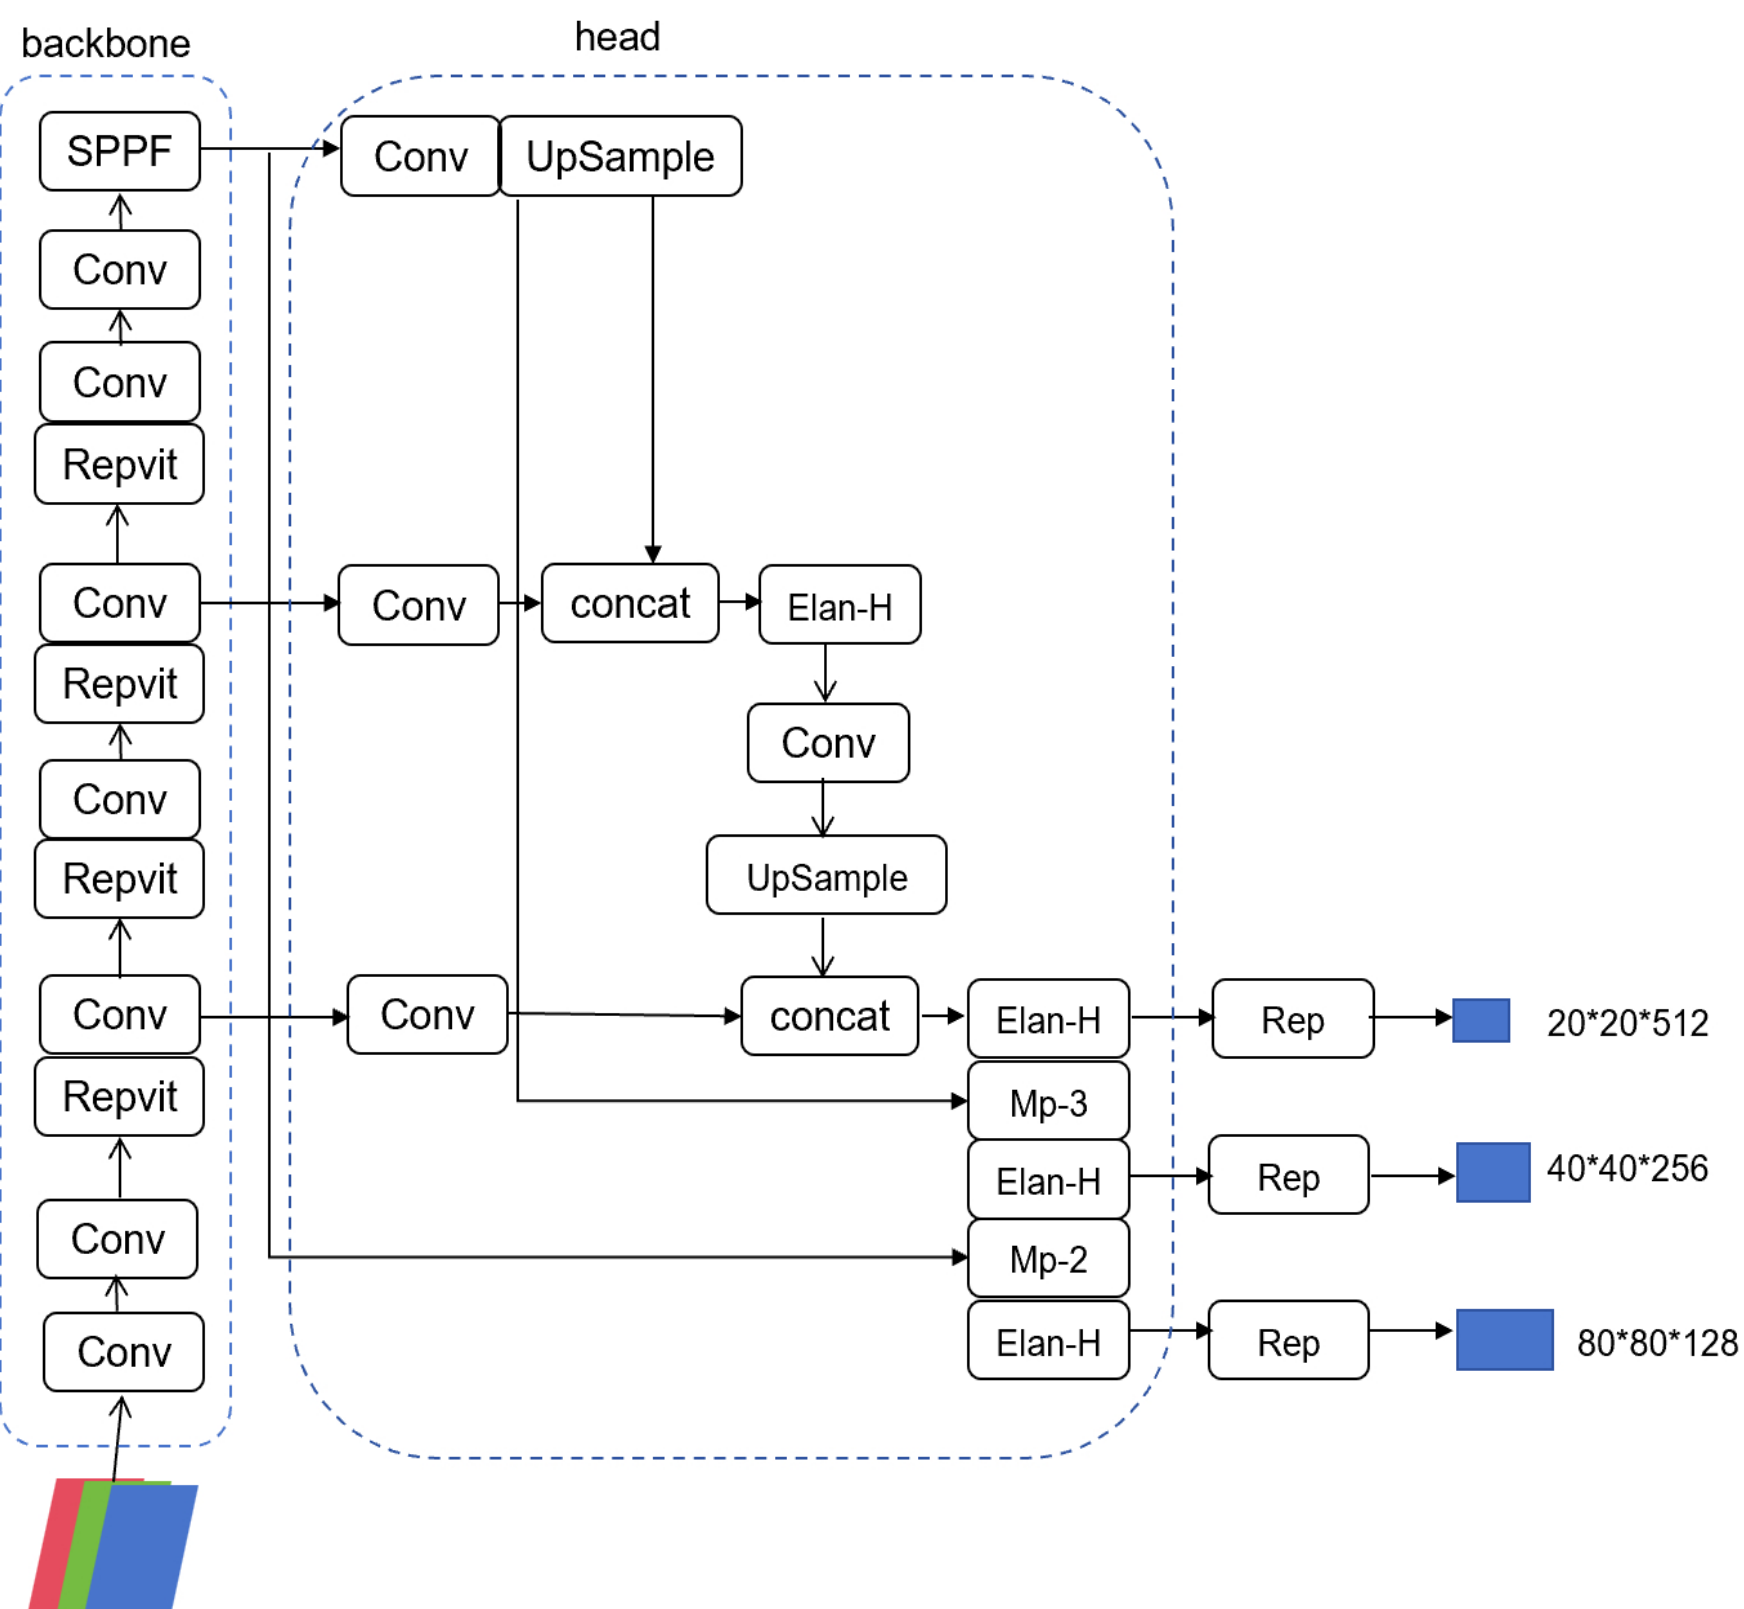 backbone
head
SPPF
Conv
UpSample
Conv
Conv
Repvit
Conv
Conv
concat
Elan-H
Repvit
Conv
Conv
UpSample
Repvit
Conv
Conv
concat
Elan-H
Rep
20*20*512
Repvit
Mp-3
Elan-H
Rep
40*40*256
Conv
Mp-2
Conv
Elan-H
Rep
80*80*128